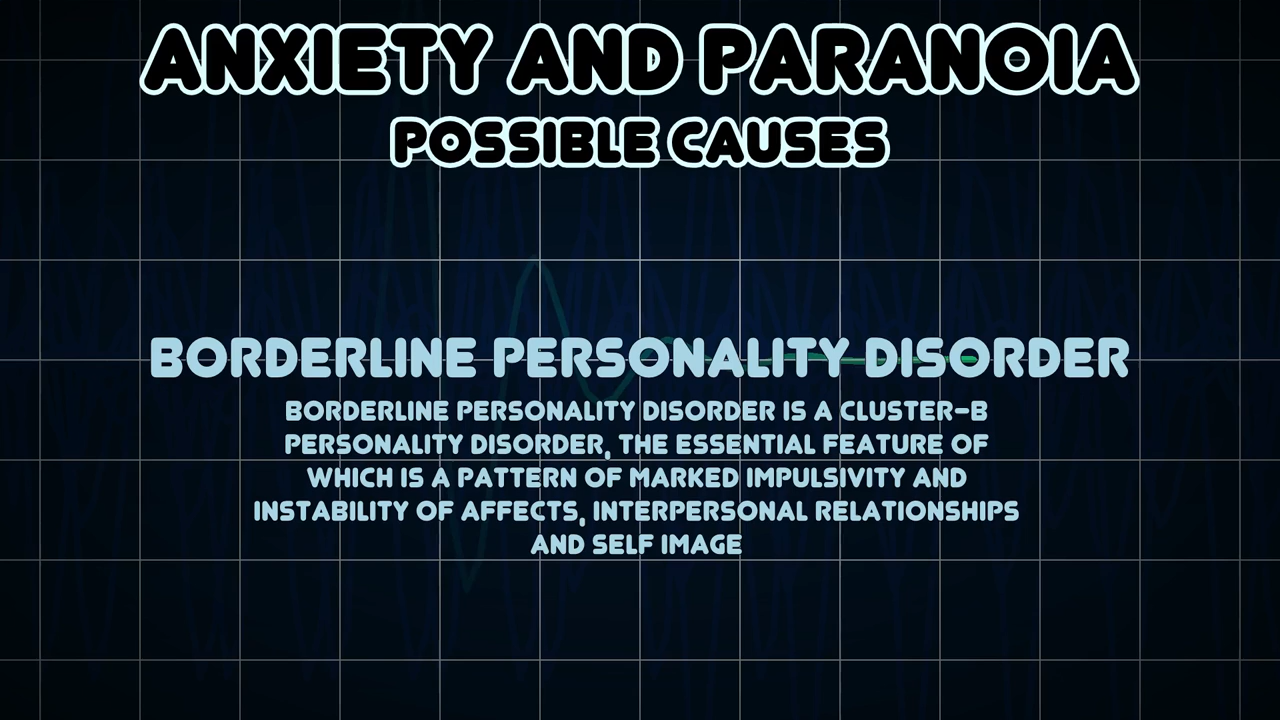 ANXIETY AND PARANOIA
POSSIBLE CAUSES
BORDERLINE PERSONALITY DISORDER
BORDERLINE PERSONALITY DISORDER IS A CLUSTER-B
PERSONALITY DISORDER, THE ESSENTIAL FEATURE OF
WHICH IS A PATTERN OF MARKED IMPULSIVITY AND
INSTABILITY OF AFFECTS, INTERPERSONAL RELATIONSHIPS
AND SELF IMAGE